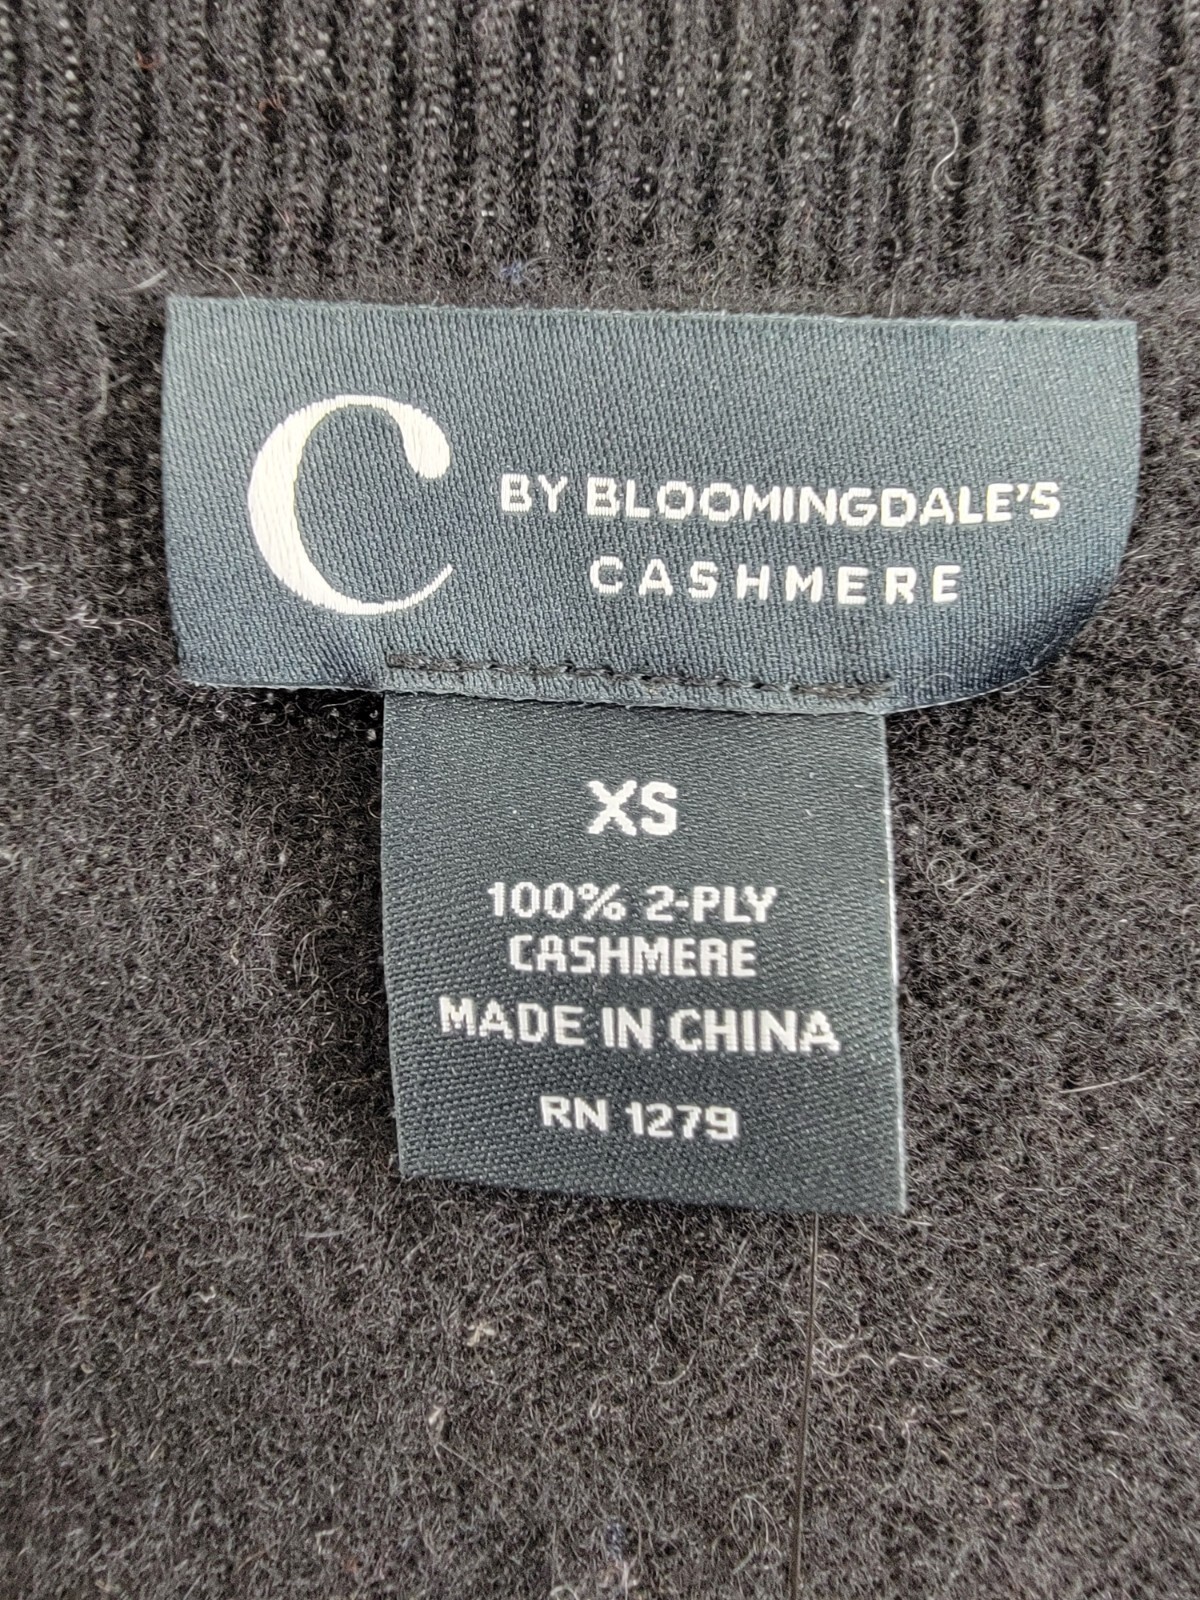 C BY BLOOMINGDALE'S
CASHMERE
XS
100% 2-PLY
CASHMERE
MADE IN CHINA
RN 1279